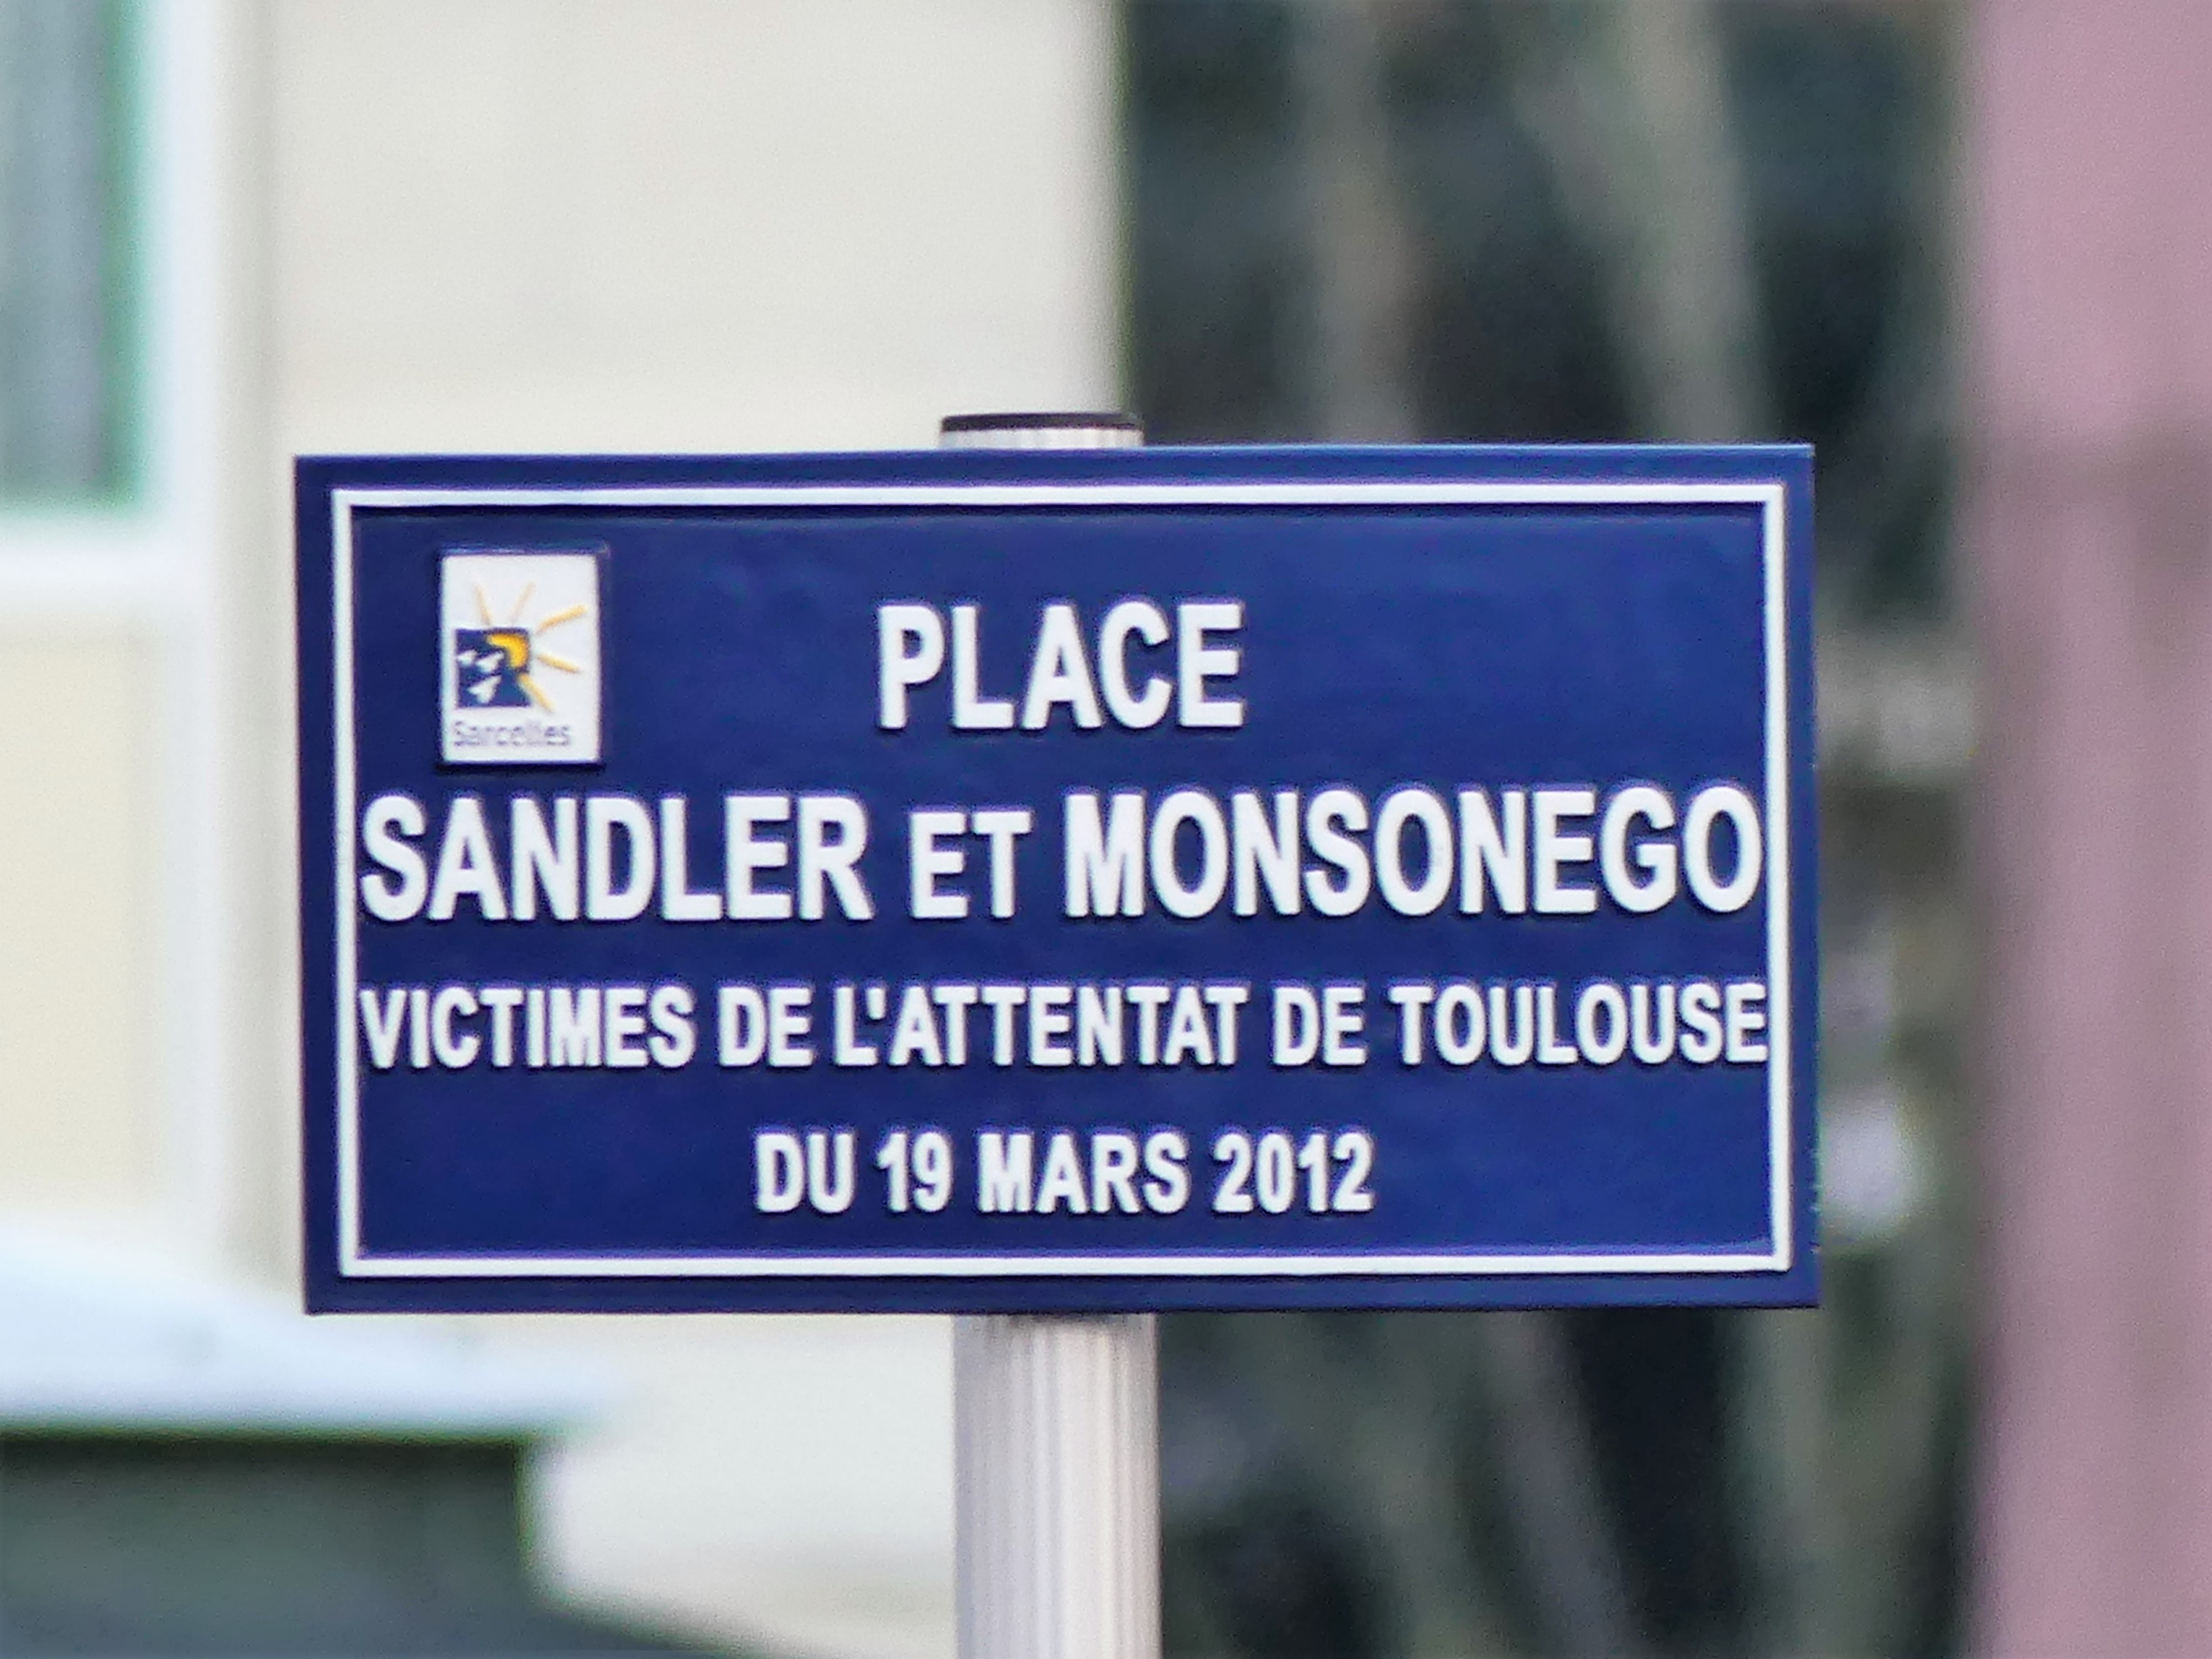 Sarcelles
PLACE
SANDLER ET MONSONEGO
VICTIMES DE L'ATTENTAT DE TOULOUSE
DU 19 MARS 2012